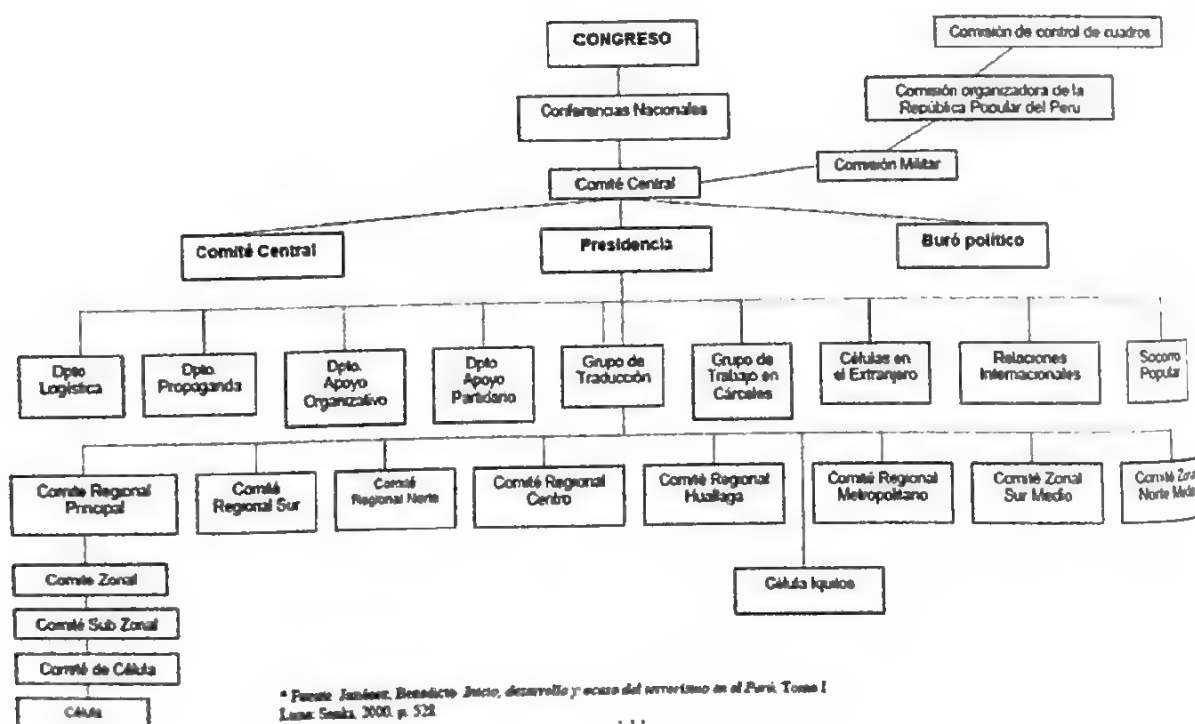 CONGRESO
Comisión de control de cuadros
Conferencias Nacionales
Comisión organizadora de la
República Popular del Peru
Comisión Militar
Comité Central
Comité Central
Presidencia
Buró político
Dpto
Logística
Dpto.
Propaganda
Dpto.
Apoyo
Organizativo
Dpto
Apoyo
Partidario
Grupo de
Traducción
Grupo de
Trabajo en
Cárceles
Células en
el Extranjero
Relaciones
Internacionales
Socorro
Popular
Comite Regional
Principal
Comité
Regional Sur
Comité
Regional Norte
Comité Regional
Centro
Comité Regional
Huallaga
Comité Regional
Metropolitano
Comité Zonal
Sur Medio
Comité Zonal
Norte Medio
Comite Zonal
Comité Sub Zonal
Comité de Célula
Célula
Célula Iquitos
* Fuente: Jiménez, Benedicto. Inicio, desarrollo y ocaso del terrorismo en el Perú. Tomo I
Lima: Sanki, 2000. p. 528